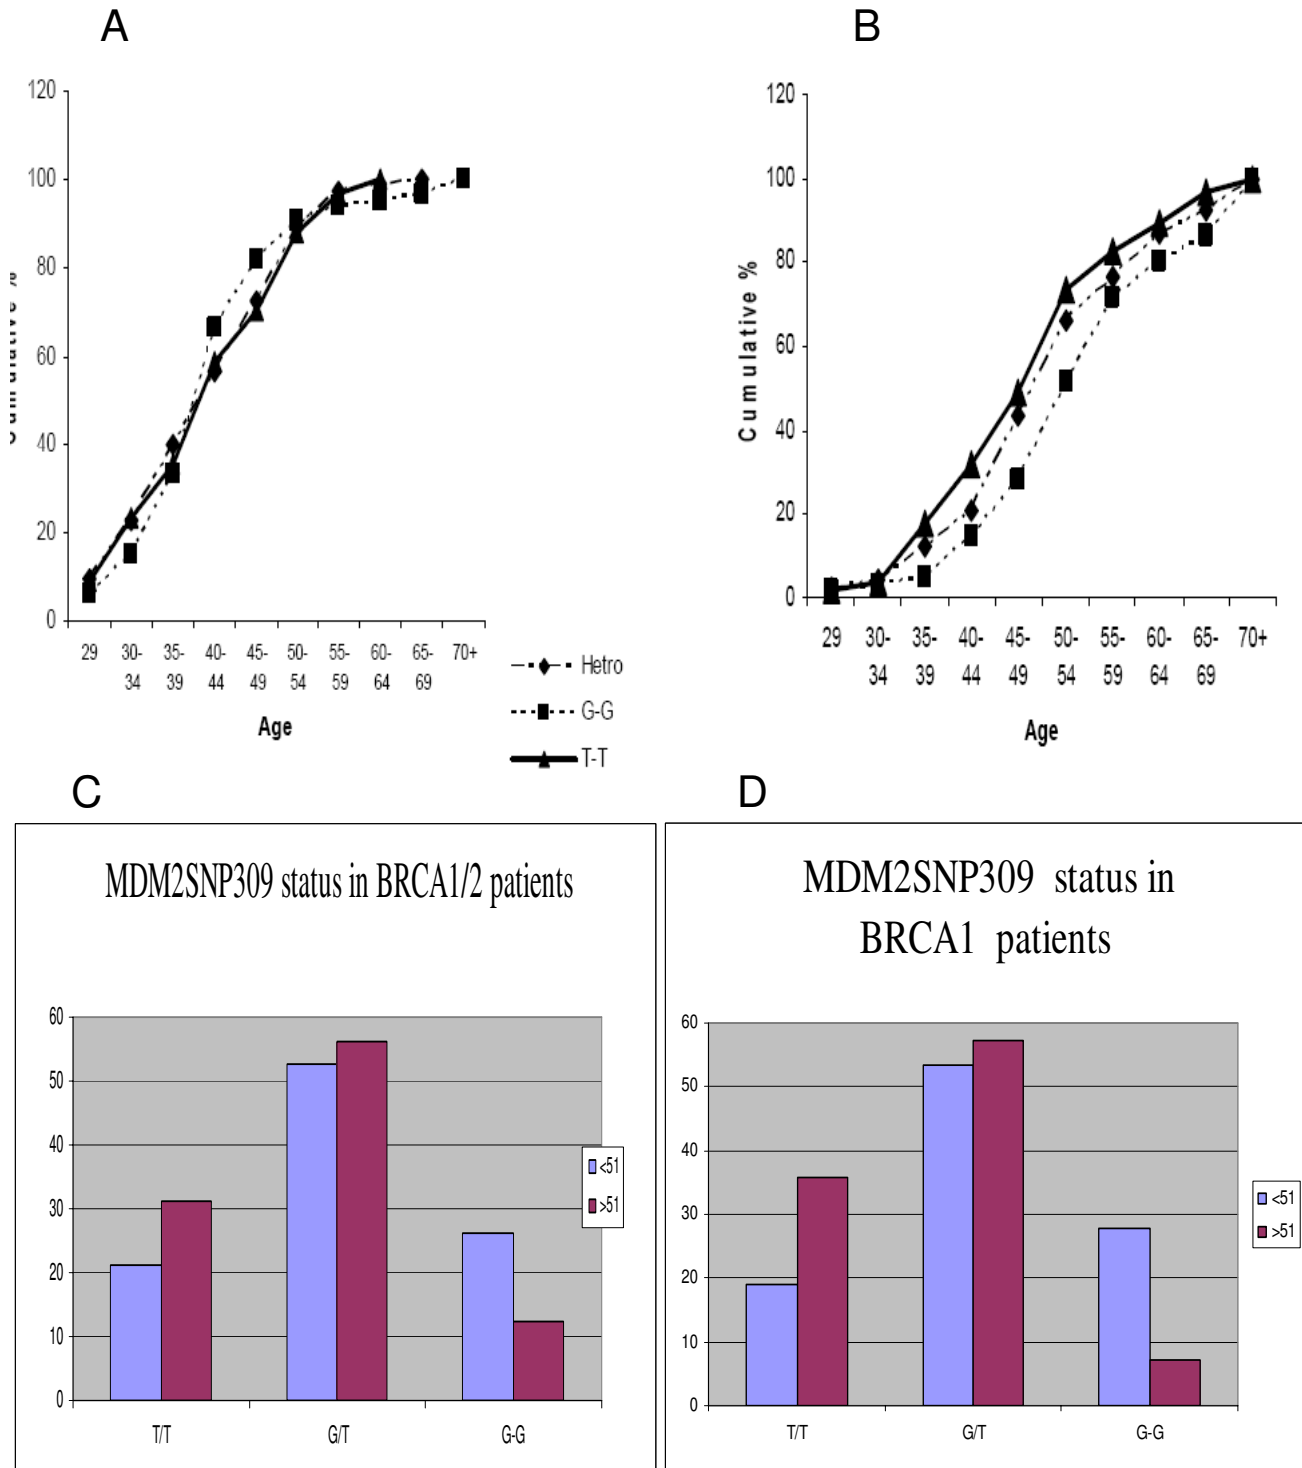 A
B
120
100
80
60
40
20
0
29 30- 35- 40- 45- 50- 55- 60- 65- 70+
34 39 44 49 54 59 64 69
Age
Hetro
G-G
T-T
Cumulative %
120
100
80
60
40
20
0
29 30- 35- 40- 45- 50- 55- 60- 65- 70+
34 39 44 49 54 59 64 69
Age
C
D
MDM2SNP309 status in BRCA1/2 patients
60
50
40
30
20
10
0
T/T G/T G-G
<51
>51
MDM2SNP309 status in
BRCA1 patients
60
50
40
30
20
10
0
T/T G/T G-G
<51
>51